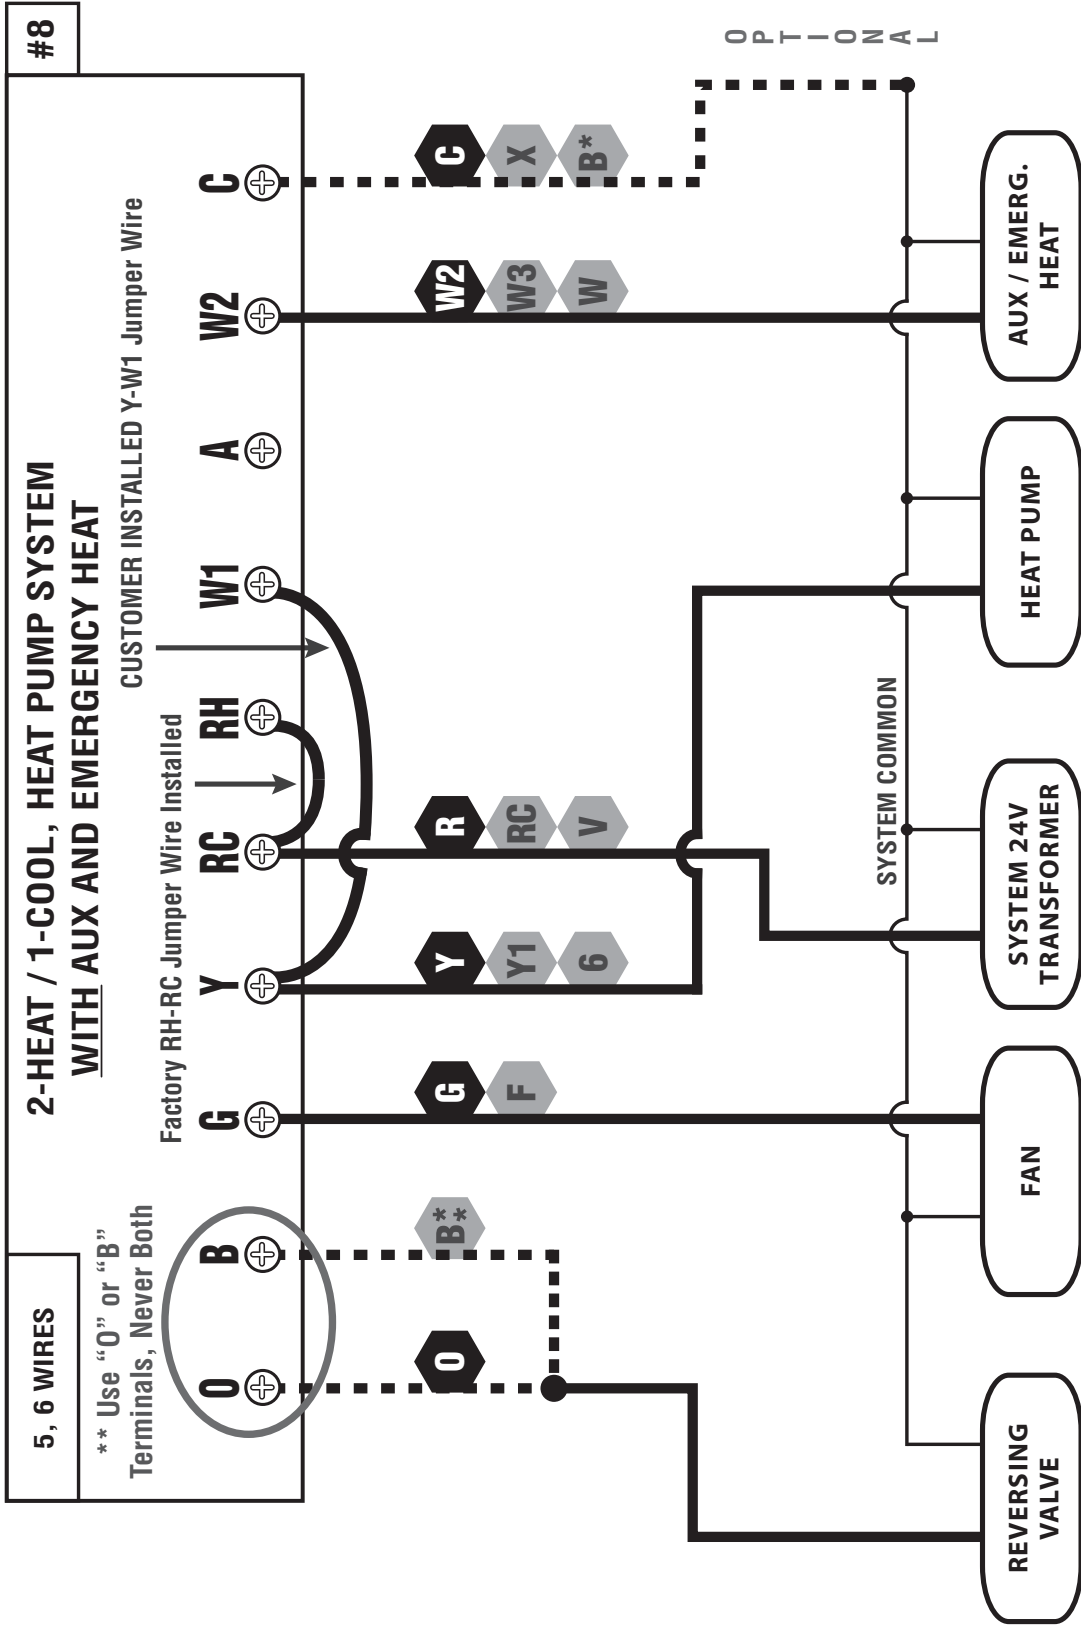 5, 6 WIRES
2-HEAT / 1-COOL, HEAT PUMP SYSTEM
WITH AUX AND EMERGENCY HEAT
#8
** Use “O” or “B”
Terminals, Never Both
Factory RH-RC Jumper Wire Installed
CUSTOMER INSTALLED Y-W1 Jumper Wire
O B G Y RC RH W1 A W2 C
O B* G Y R W2 C
F Y1 RC W3 X
6 V W B*
OPTIONAL
SYSTEM COMMON
REVERSING
VALVE
FAN
SYSTEM 24V
TRANSFORMER
HEAT PUMP
AUX / EMERG.
HEAT